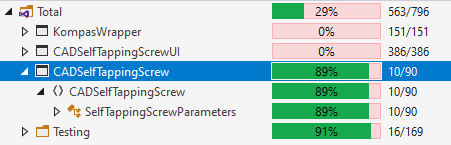 Total 29% 563/796
KompasWrapper 0% 151/151
CADSelfTappingScrewUI 0% 386/386
CADSelfTappingScrew 89% 10/90
CADSelfTappingScrew 89% 10/90
SelfTappingScrewParameters 89% 10/90
Testing 91% 16/169